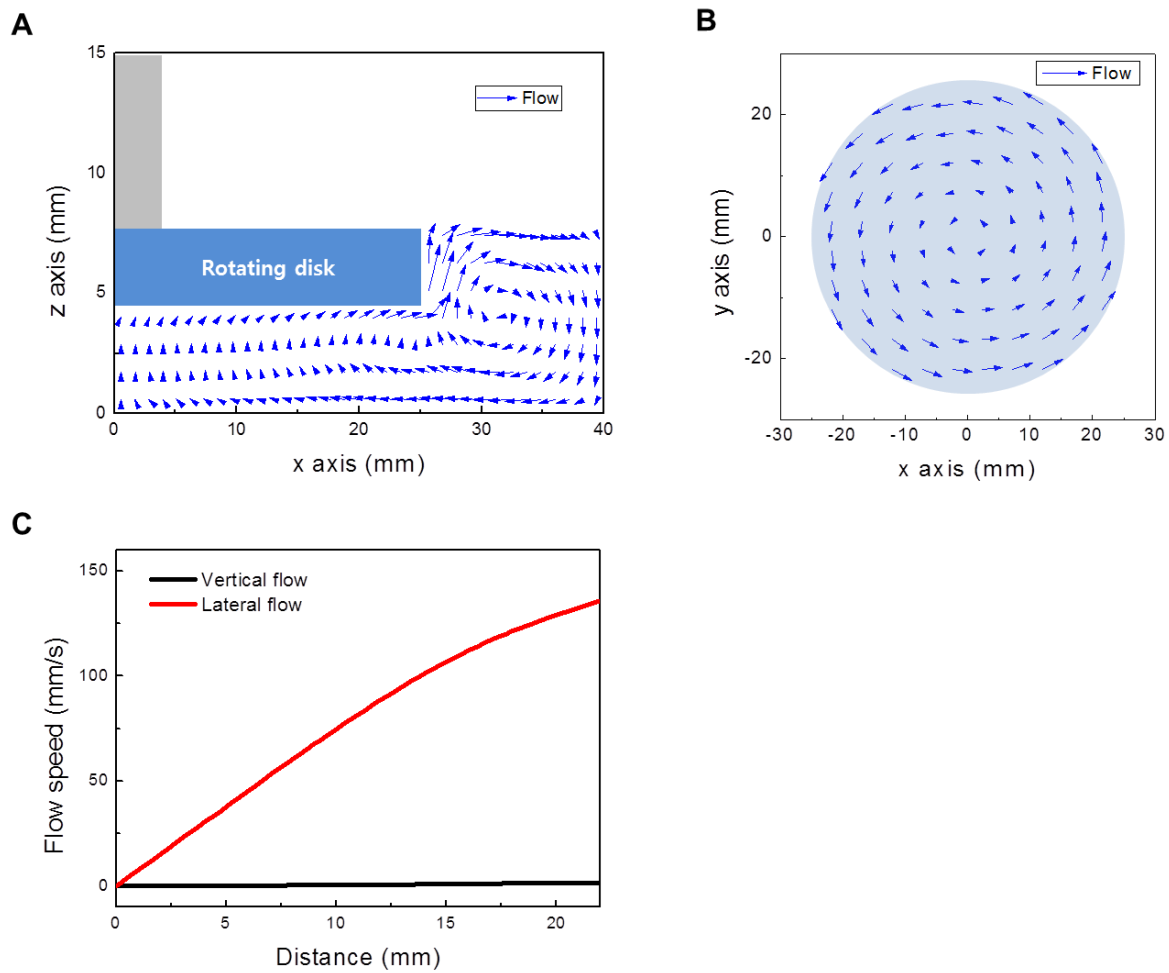 A
15
10
5
0
z axis (mm)
Flow
Rotating disk
0
10
20
30
40
x axis (mm)
B
20
0
-20
y axis (mm)
Flow
-30
-20
-10
0
10
20
30
x axis (mm)
C
150
100
50
0
Flow speed (mm/s)
Vertical flow
Lateral flow
0
5
10
15
20
Distance (mm)